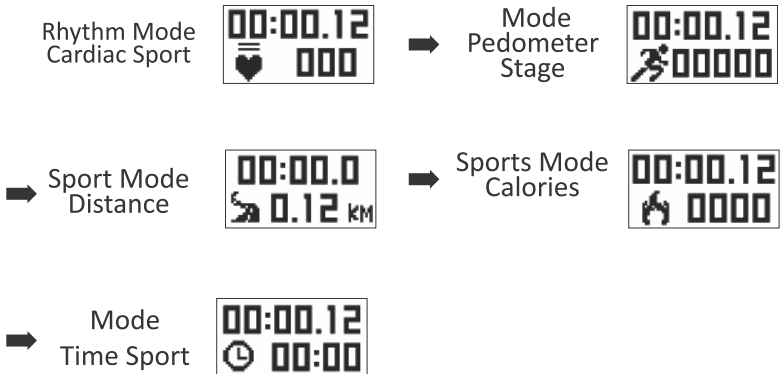 Rhythm Mode
Cardiac Sport
00:00.12
000
Mode
Pedometer
Stage
00:00.12
00000
Sport Mode
Distance
00:00.0
0.12 KM
Sports Mode
Calories
00:00.12
0000
Mode
Time Sport
00:00.12
00:00